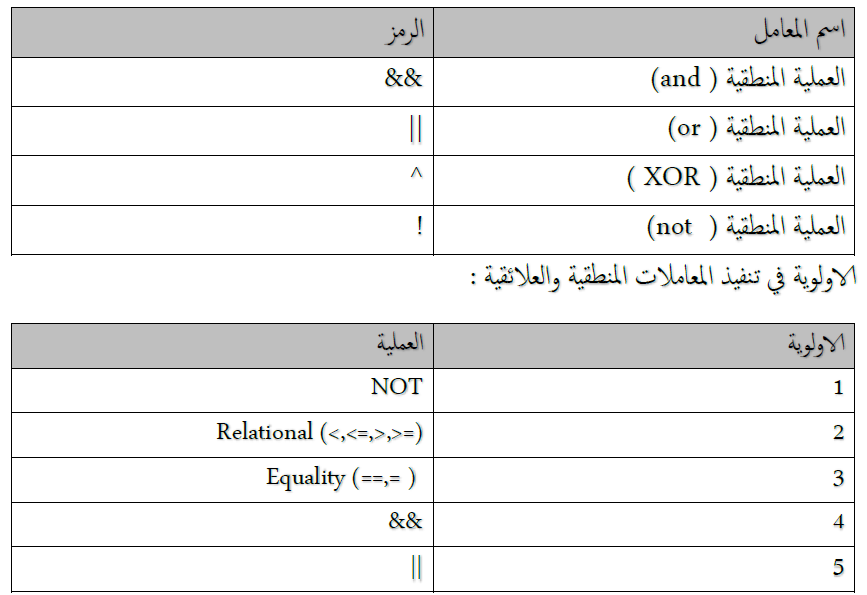 اسم المعامل الرمز
العملية المنطقية ( and) &&
العملية المنطقية ( or) ||
العملية المنطقية ( XOR ) ^
العملية المنطقية ( not) !
الاولوية في تنفيذ المعاملات المنطقية والعلائقية :
الاولوية العملية
1 NOT
2 Relational (<,<=,>,>=)
3 Equality (==,= )
4 &&
5 ||